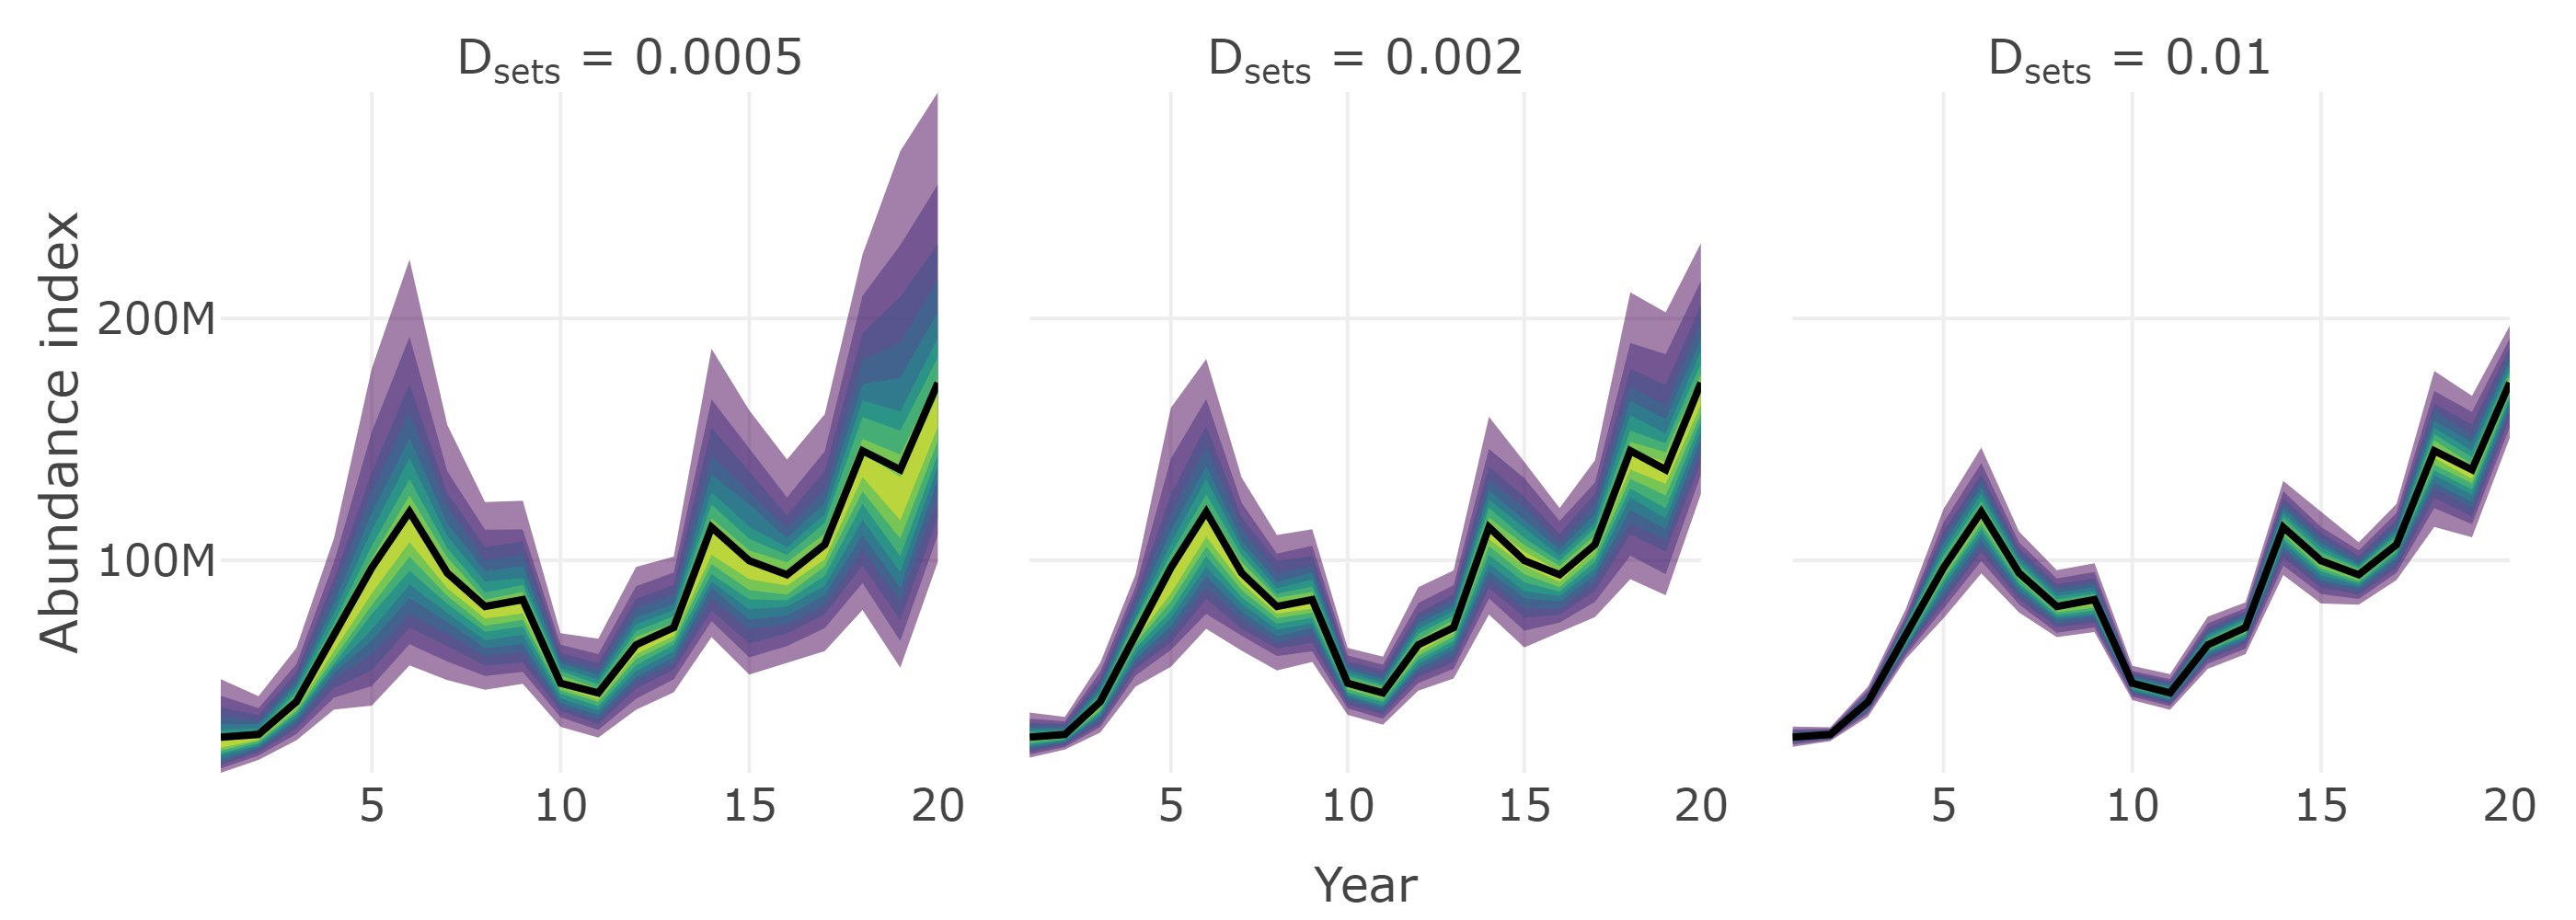 D_sets = 0.0005
D_sets = 0.002
D_sets = 0.01
Abundance index
200M
100M
5 10 15 20
5 10 15 20
5 10 15 20
Year